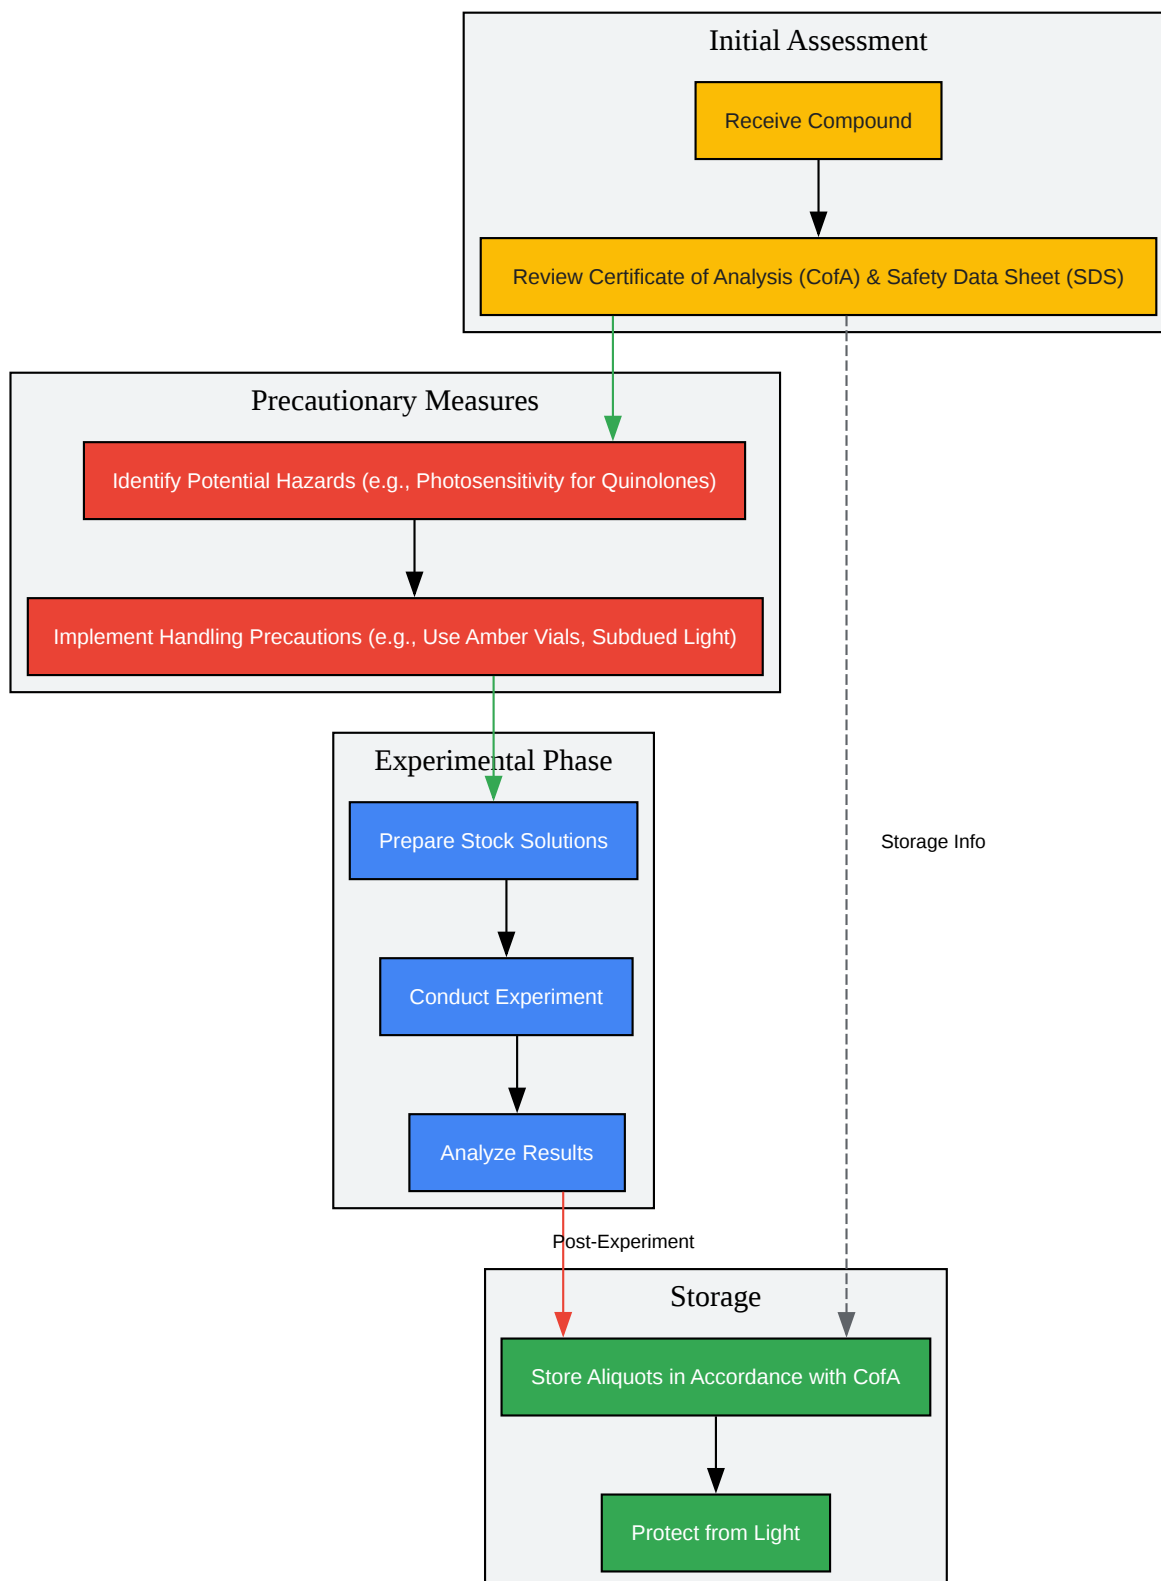 Initial Assessment
Receive Compound
Review Certificate of Analysis (CofA) & Safety Data Sheet (SDS)
Precautionary Measures
Identify Potential Hazards (e.g., Photosensitivity for Quinolones)
Implement Handling Precautions (e.g., Use Amber Vials, Subdued Light)
Experimental Phase
Prepare Stock Solutions
Storage Info
Conduct Experiment
Analyze Results
Post-Experiment
Storage
Store Aliquots in Accordance with CofA
Protect from Light